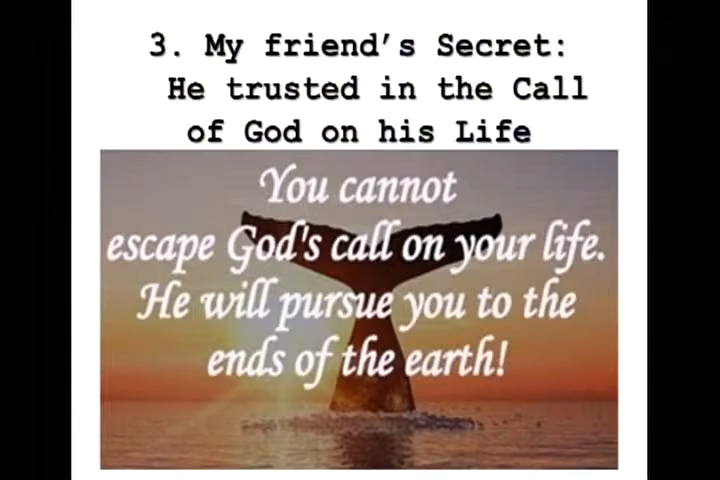 3. My friend’s Secret:
He trusted in the Call
of God on his Life
You cannot
escape God's call on your life.
He will pursue you to the
ends of the earth!